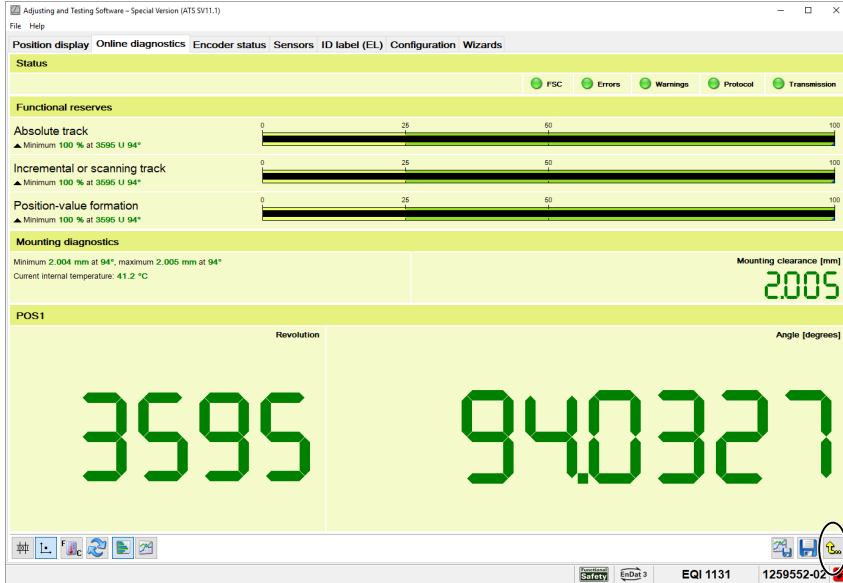 Adjusting and Testing Software – Special Version (ATS SV11.1)
File Help
Position display Online diagnostics Encoder status Sensors ID label (EL) Configuration Wizards
Status
FSC Errors Warnings Protocol Transmission
Functional reserves
Absolute track
0 25 50 100
Minimum 100 % at 3595 U 94°
Incremental or scanning track
0 25 50 100
Minimum 100 % at 3595 U 94°
Position-value formation
0 25 50 100
Minimum 100 % at 3595 U 94°
Mounting diagnostics
Minimum 2.004 mm at 94°, maximum 2.005 mm at 94°
Mounting clearance [mm]
Current internal temperature: 41.2 °C
2.005
POS1
Revolution Angle [degrees]
3595 94.0327
F C
Functional Safety EnDat 3 EQI 1131 1259552-02